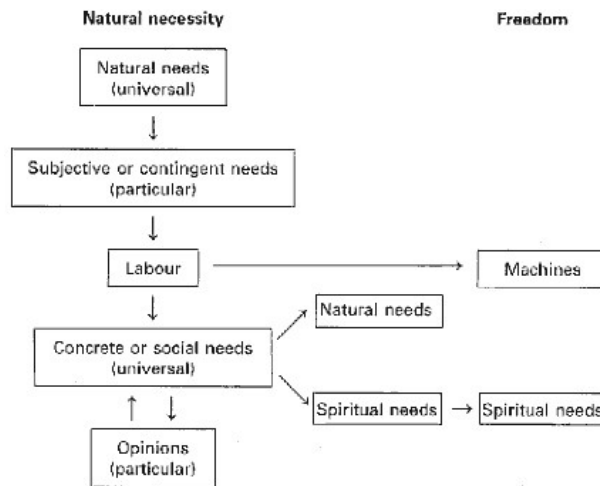 Natural necessity
Freedom
Natural needs
(universal)
Subjective or contingent needs
(particular)
Labour
Machines
Natural needs
Concrete or social needs
(universal)
Spiritual needs
Spiritual needs
Opinions
(particular)